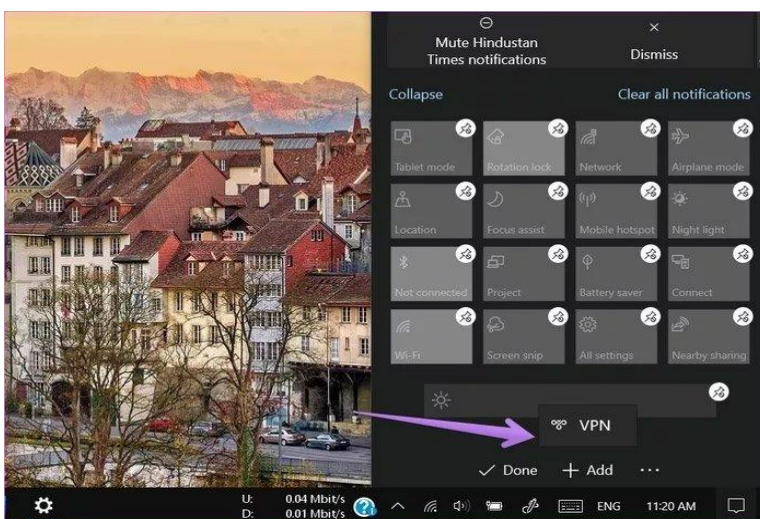 Mute Hindustan
Times notifications
Dismiss
Collapse
Clear all notifications
Tablet mode
Rotation lock
Network
Airplane mode
Location
Focus assist
Mobile hotspot
Night light
Not connected
Project
Battery saver
Connect
Wi-Fi
Screen snip
All settings
Nearby sharing
VPN
Done
Add
U: 0.04 Mbit/s
D: 0.01 Mbit/s
ENG
11:20 AM